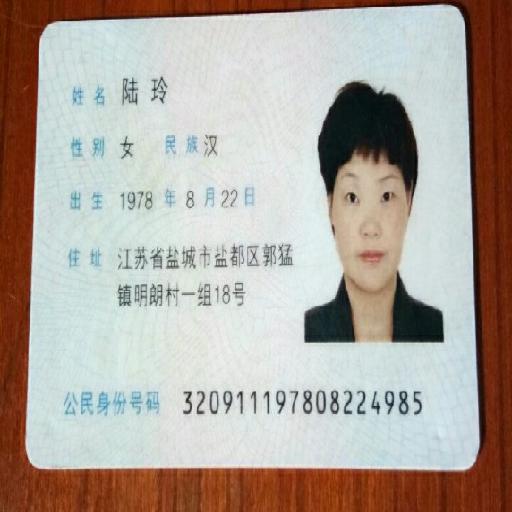 姓名 陆玲
性别 女 民族 汉
出生 1978 年 8 月 22 日
住址 江苏省盐城市盐都区郭猛
镇明朗村一组18号
公民身份号码 320911197808224985